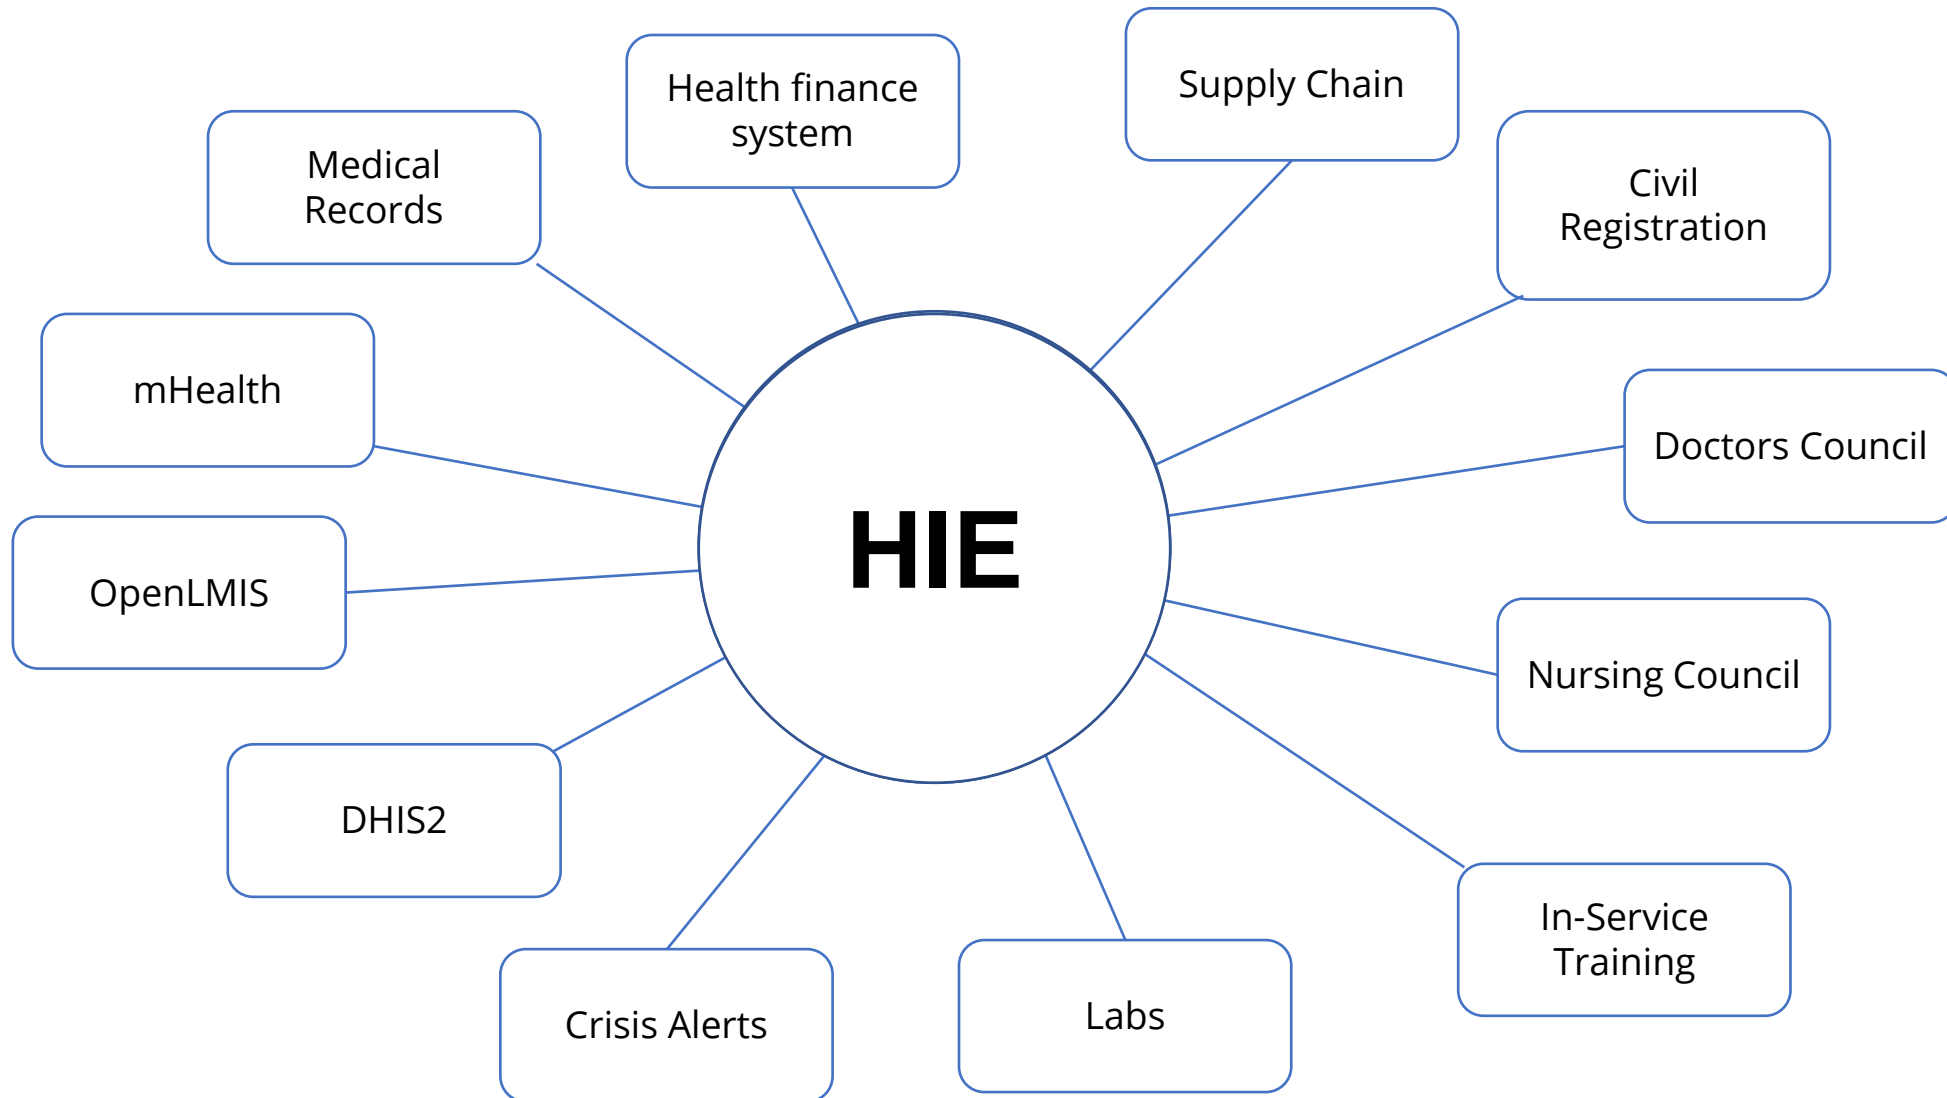 Supply Chain
Health finance
system
Medical
Records
Civil
Registration
mHealth
Doctors Council
HIE
OpenLMIS
Nursing Council
DHIS2
In-Service
Training
Crisis Alerts
Labs